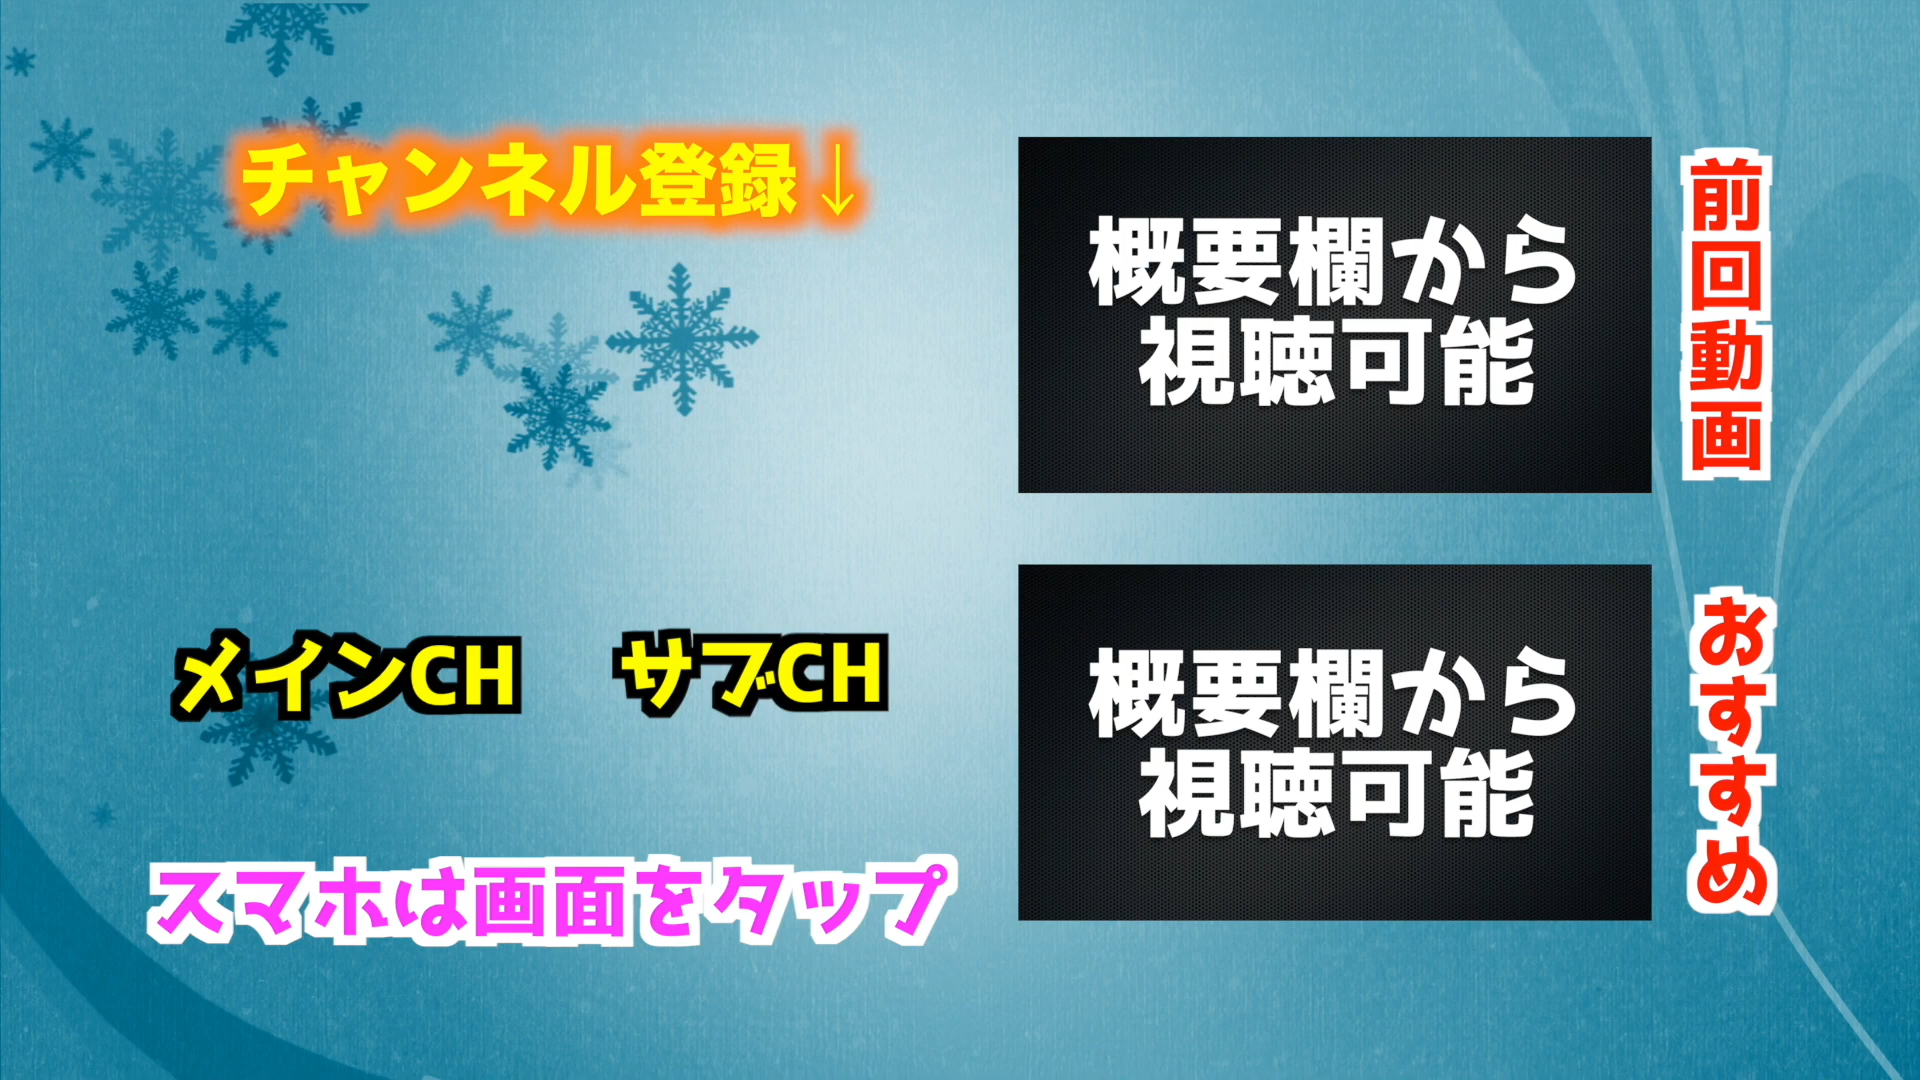 チャンネル登録↓
概要欄から
視聴可能
前回動画
メインCH
サブCH
スマホは画面をタップ
概要欄から
視聴可能
おすすめ